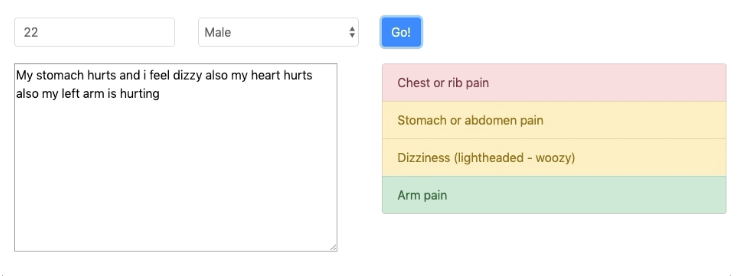 22
Male
Go!
My stomach hurts and i feel dizzy also my heart hurts
also my left arm is hurting
Chest or rib pain
Stomach or abdomen pain
Dizziness (lightheaded - woozy)
Arm pain